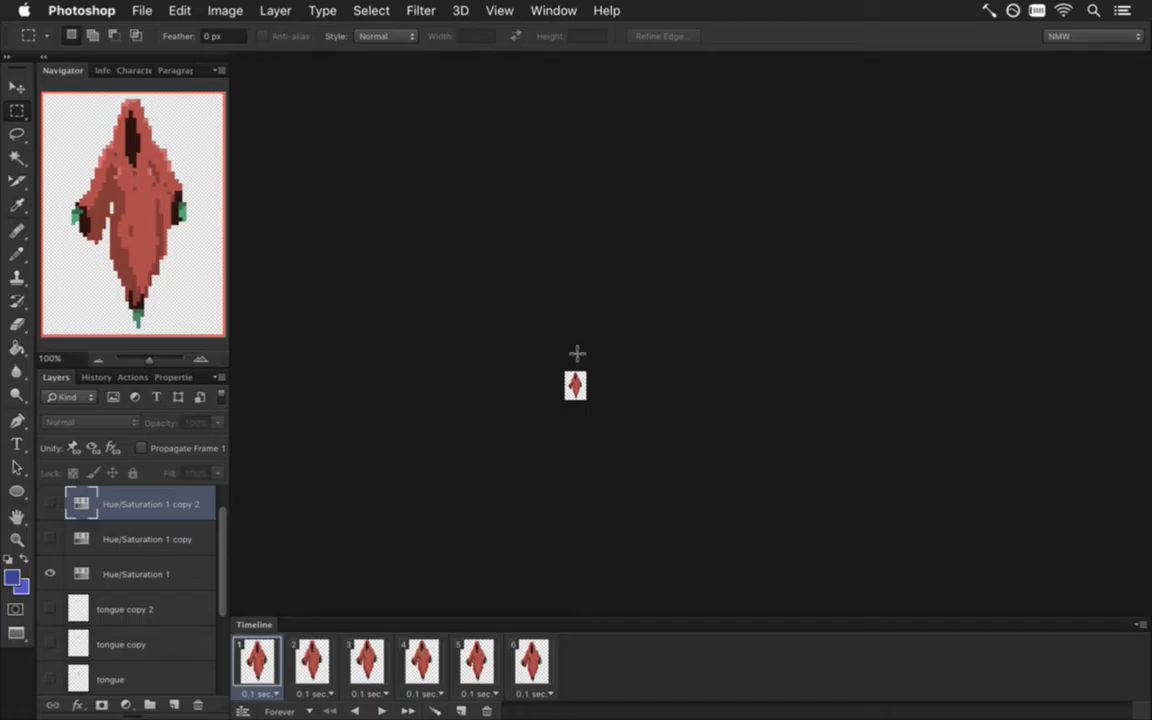 Photoshop File Edit Image Layer Type Select Filter 3D View Window Help
Feather: 0 px Anti-alias Style: Normal Width: Height: Refine Edge... NMW
Navigator Info Characte Paragrap
100%
Layers History Actions Propertie
Kind
Normal Opacity: 100%
Unify: Propagate Frame 1
Lock: Fill: 100%
Hue/Saturation 1 copy 2
Hue/Saturation 1 copy
Hue/Saturation 1
tongue copy 2
tongue copy
tongue
Timeline
1 2 3 4 5 6
0.1 sec. 0.1 sec. 0.1 sec. 0.1 sec. 0.1 sec. 0.1 sec.
Forever